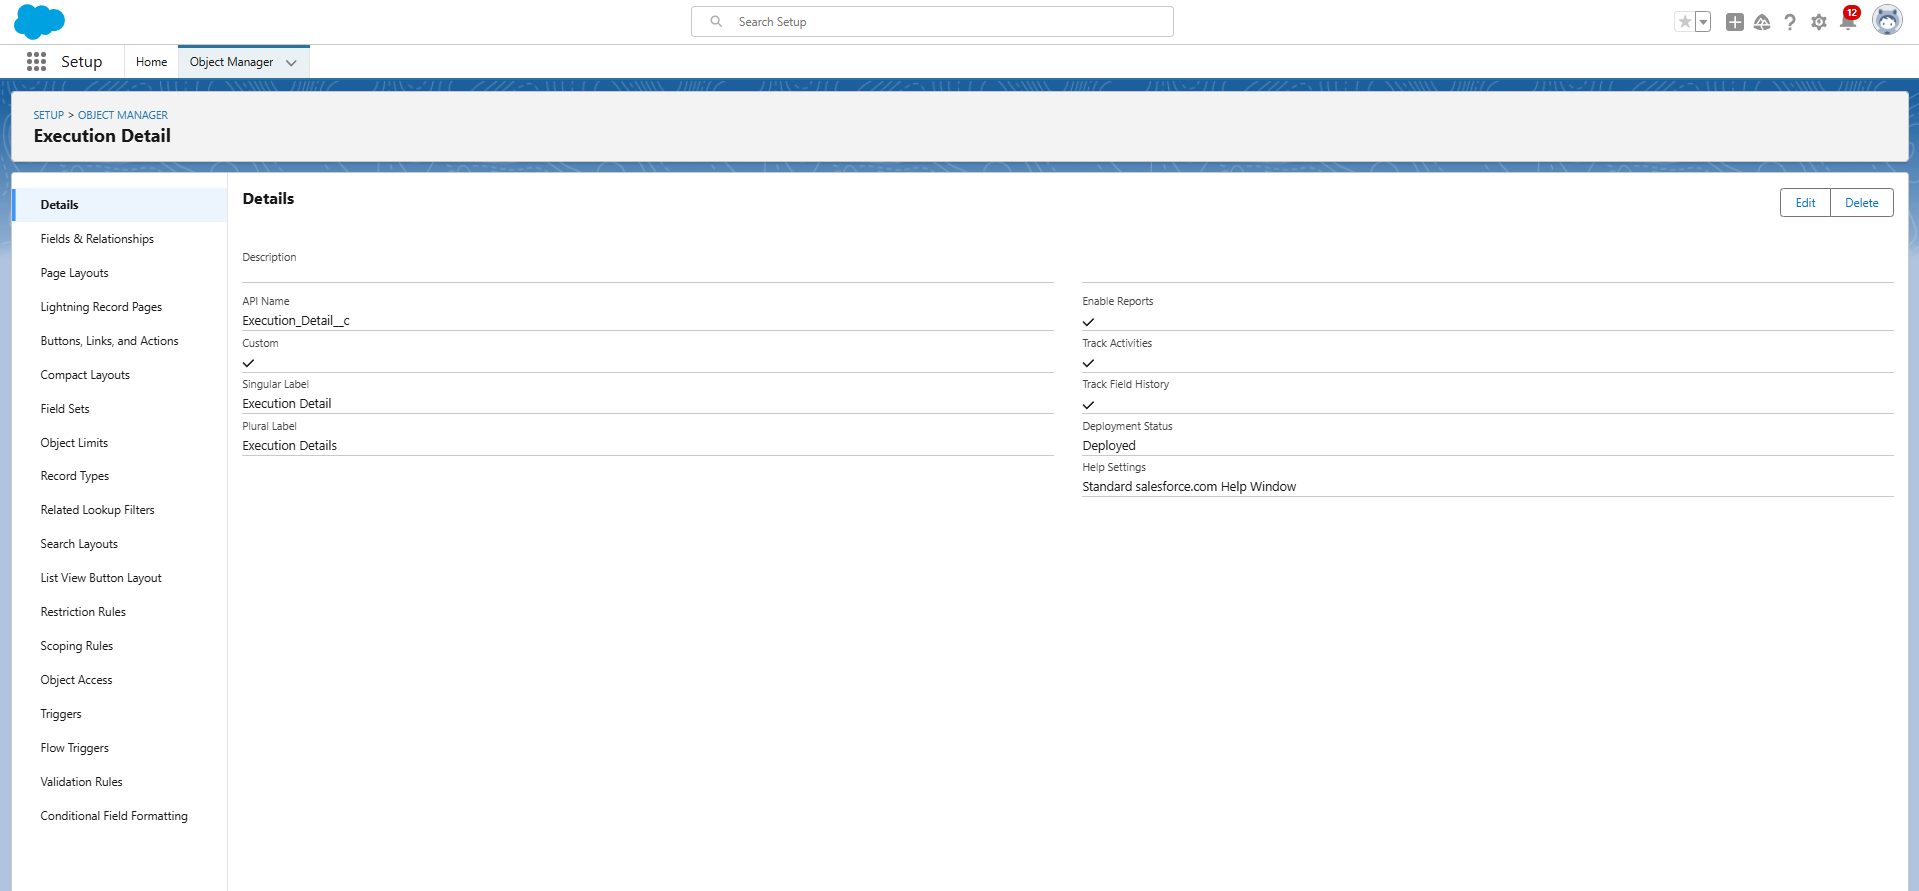 Search Setup
12
Setup
Home
Object Manager
SETUP > OBJECT MANAGER
Execution Detail
Details
Fields & Relationships
Page Layouts
Lightning Record Pages
Buttons, Links, and Actions
Compact Layouts
Field Sets
Object Limits
Record Types
Related Lookup Filters
Search Layouts
List View Button Layout
Restriction Rules
Scoping Rules
Object Access
Triggers
Flow Triggers
Validation Rules
Conditional Field Formatting
Details
Edit
Delete
Description
API Name
Execution_Detail__c
Custom
Singular Label
Execution Detail
Plural Label
Execution Details
Enable Reports
Track Activities
Track Field History
Deployment Status
Deployed
Help Settings
Standard salesforce.com Help Window